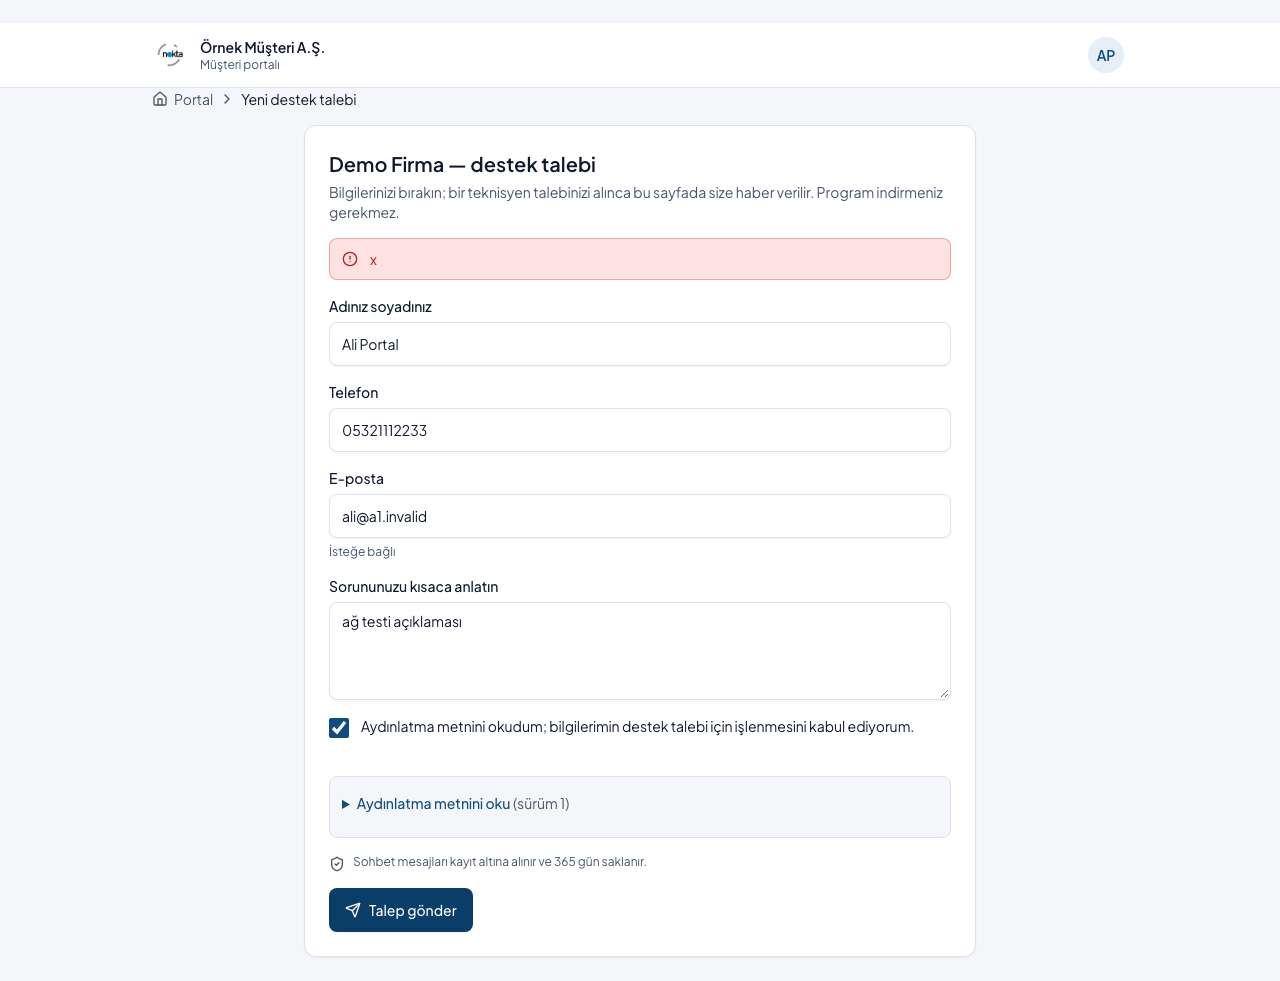 nokta
Örnek Müşteri A.Ş.
Müşteri portalı
AP
Portal
Yeni destek talebi
Demo Firma — destek talebi
Bilgilerinizi bırakın; bir teknisyen talebinizi alınca bu sayfada size haber verilir. Program indirmeniz
gerekmez.
x
Adınız soyadınız
Ali Portal
Telefon
05321112233
E-posta
ali@a1.invalid
İsteğe bağlı
Sorununuzu kısaca anlatın
ağ testi açıklaması
Aydınlatma metnini okudum; bilgilerimin destek talebi için işlenmesini kabul ediyorum.
Aydınlatma metnini oku (sürüm 1)
Sohbet mesajları kayıt altına alınır ve 365 gün saklanır.
Talep gönder